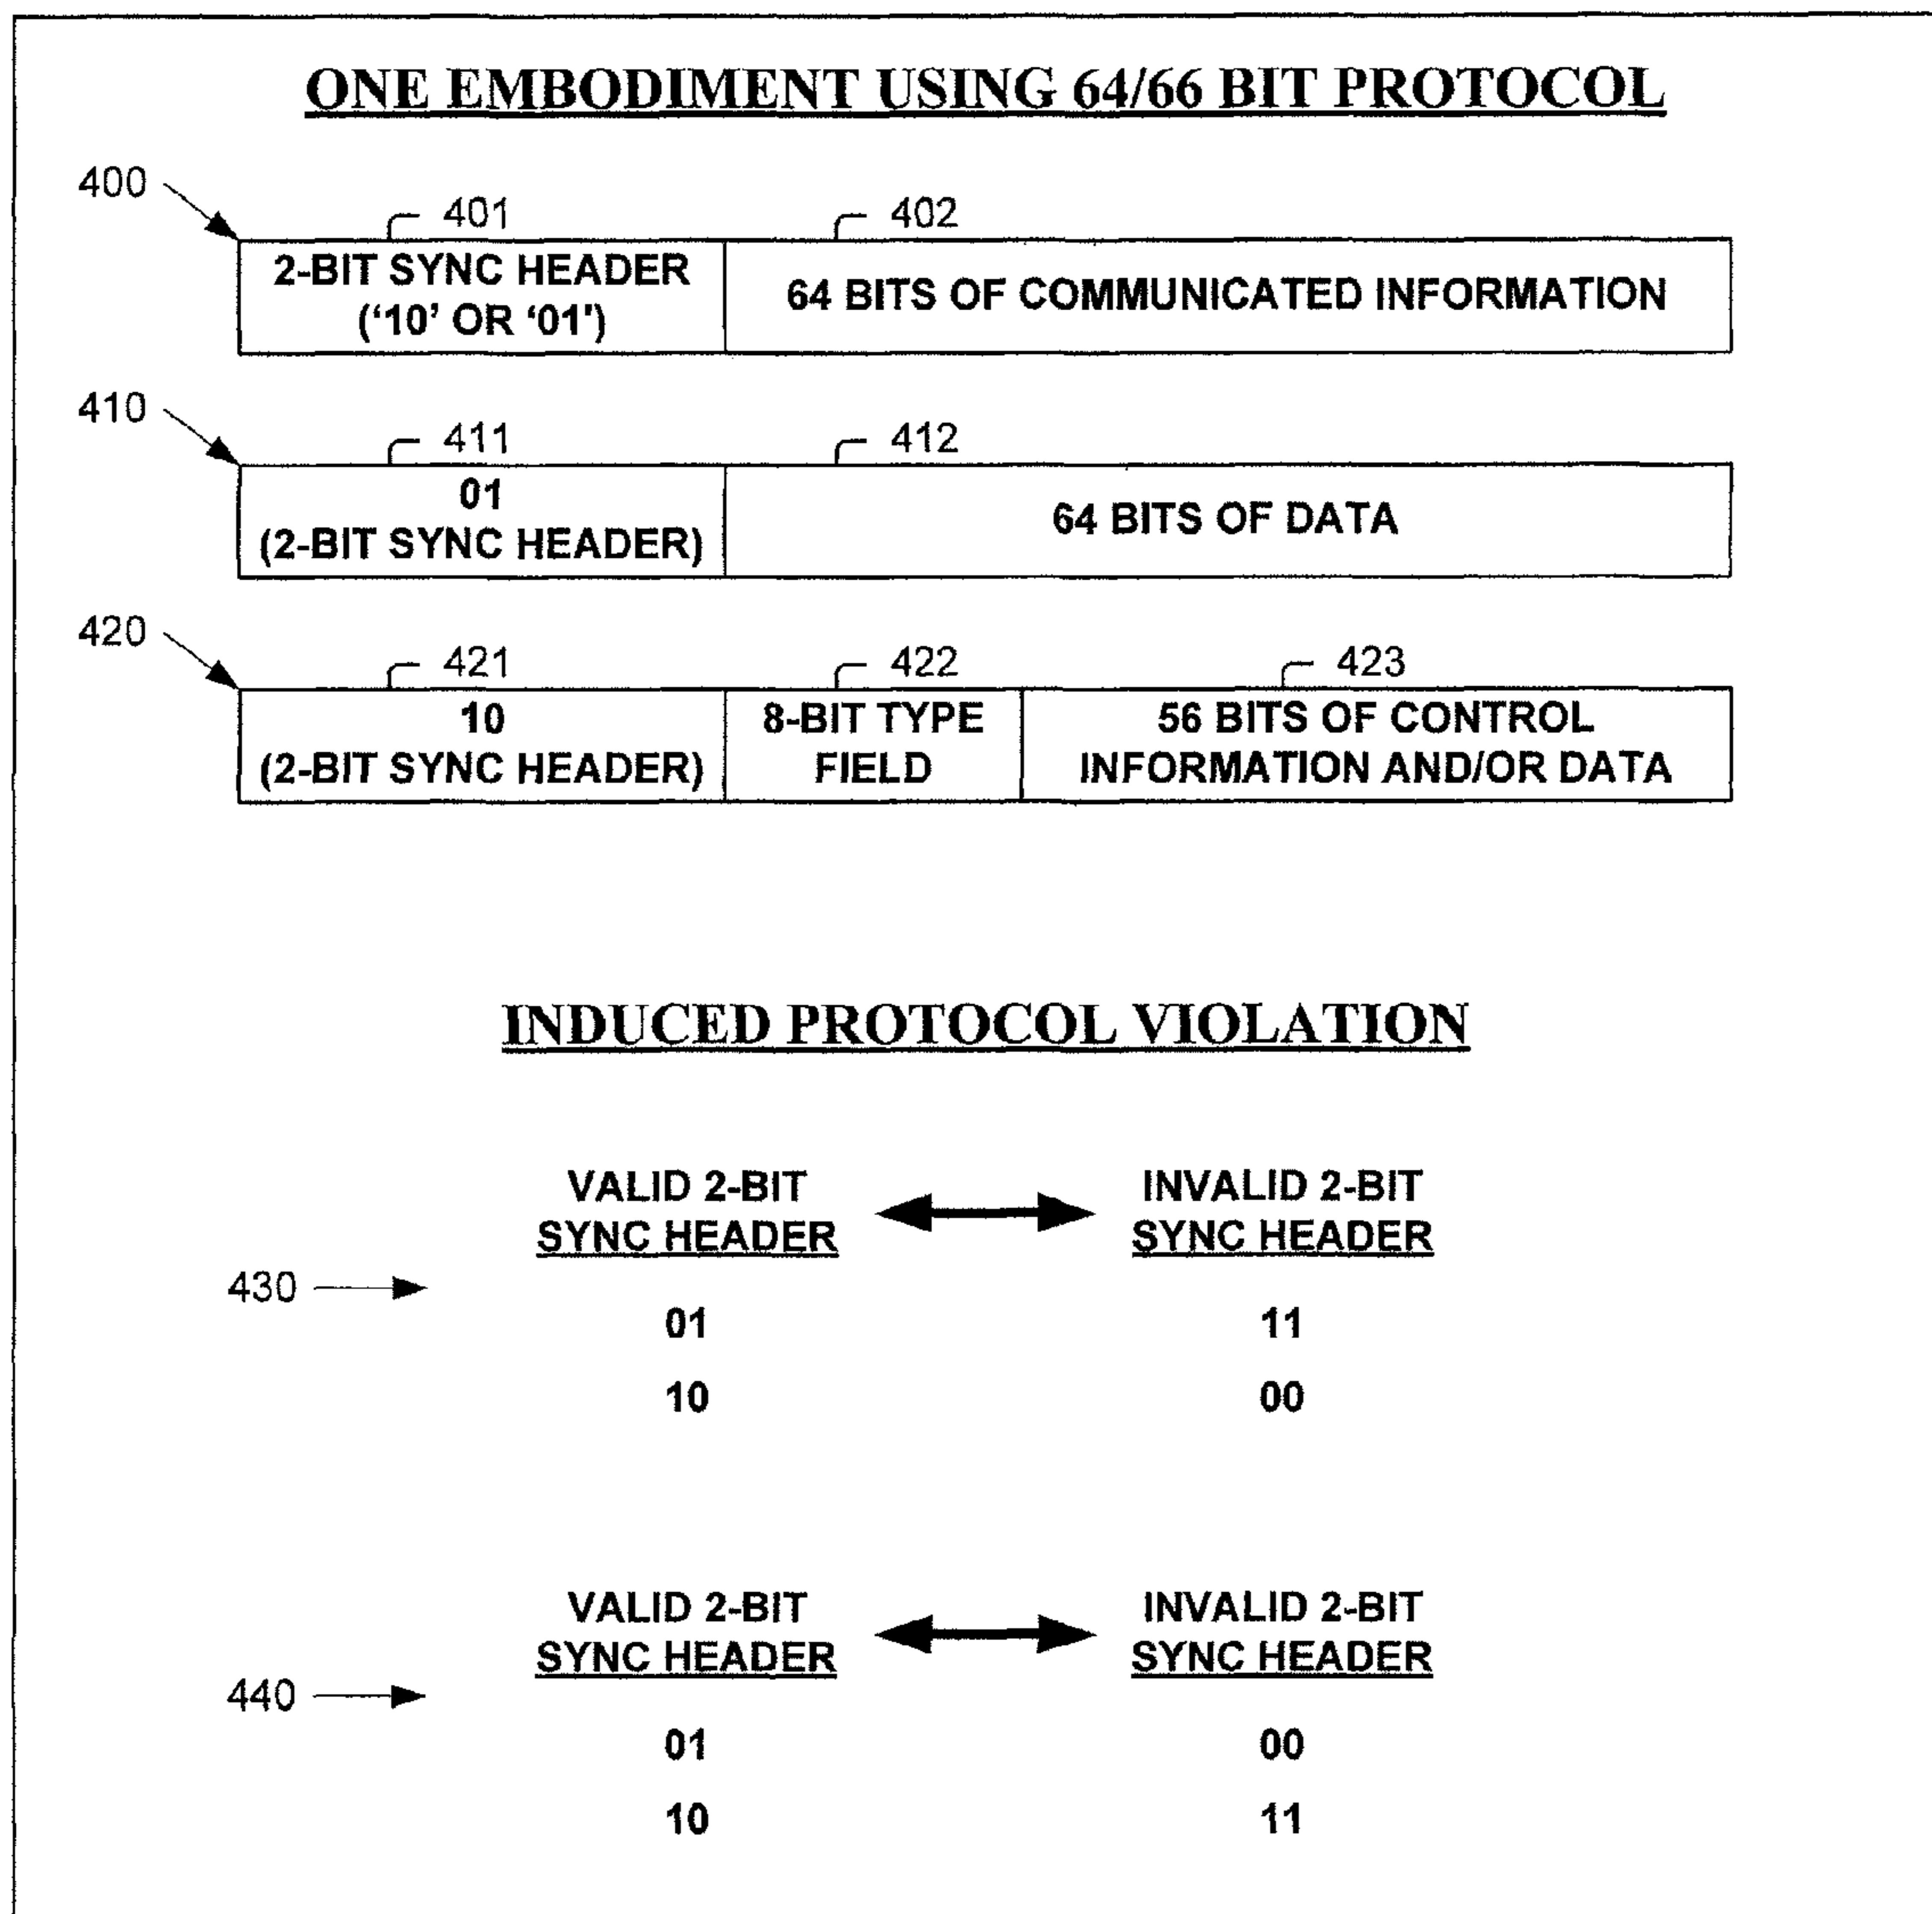 ONE EMBODIMENT USING 64/66 BIT PROTOCOL
400
401
402
2-BIT SYNC HEADER
('10' OR '01')
64 BITS OF COMMUNICATED INFORMATION
410
411
412
01
(2-BIT SYNC HEADER)
64 BITS OF DATA
420
421
422
423
10
(2-BIT SYNC HEADER)
8-BIT TYPE
FIELD
56 BITS OF CONTROL
INFORMATION AND/OR DATA
INDUCED PROTOCOL VIOLATION
VALID 2-BIT
SYNC HEADER
INVALID 2-BIT
SYNC HEADER
430
01 11
10 00
VALID 2-BIT
SYNC HEADER
INVALID 2-BIT
SYNC HEADER
440
01 00
10 11